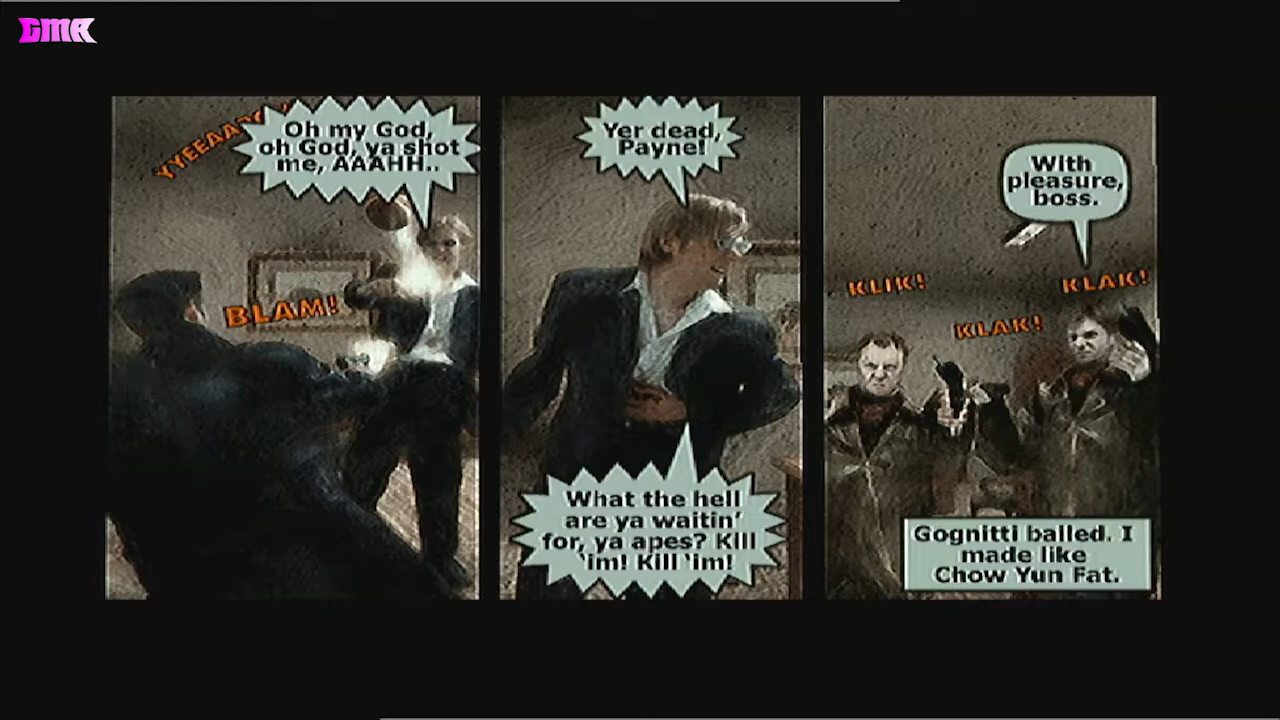 GMR
YYEEAAA
Oh my God,
oh God, ya shot
me, AAAHH..
BLAM!
Yer dead,
Payne!
What the hell
are ya waitin'
for, ya apes? Kill
'im! Kill 'im!
With
pleasure,
boss.
KLIK!
KLAK!
KLAK!
Gognitti balled. I
made like
Chow Yun Fat.